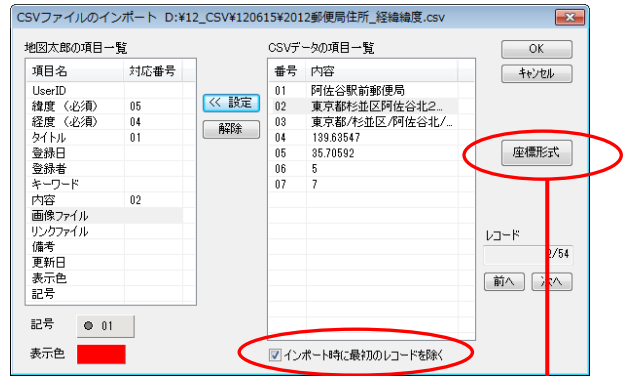 CSVファイルのインポート D:¥12_CSV¥120615¥2012郵便局住所_経緯緯度.csv
地図太郎の項目一覧
項目名 対応番号
UserID
緯度（必須） 05
経度（必須） 04
タイトル 01
登録日
登録者
キーワード
内容 02
画像ファイル
リンクファイル
備考
更新日
表示色
記号
記号 01
表示色
<< 設定
解除
CSVデータの項目一覧
番号 内容
01 阿佐谷駅前郵便局
02 東京都杉並区阿佐谷北2...
03 東京都/杉並区/阿佐谷北/...
04 139.63547
05 35.70592
06 5
07 7
インポート時に最初のレコードを除く
OK
キャンセル
座標形式
レコード
2/54
前へ 次へ